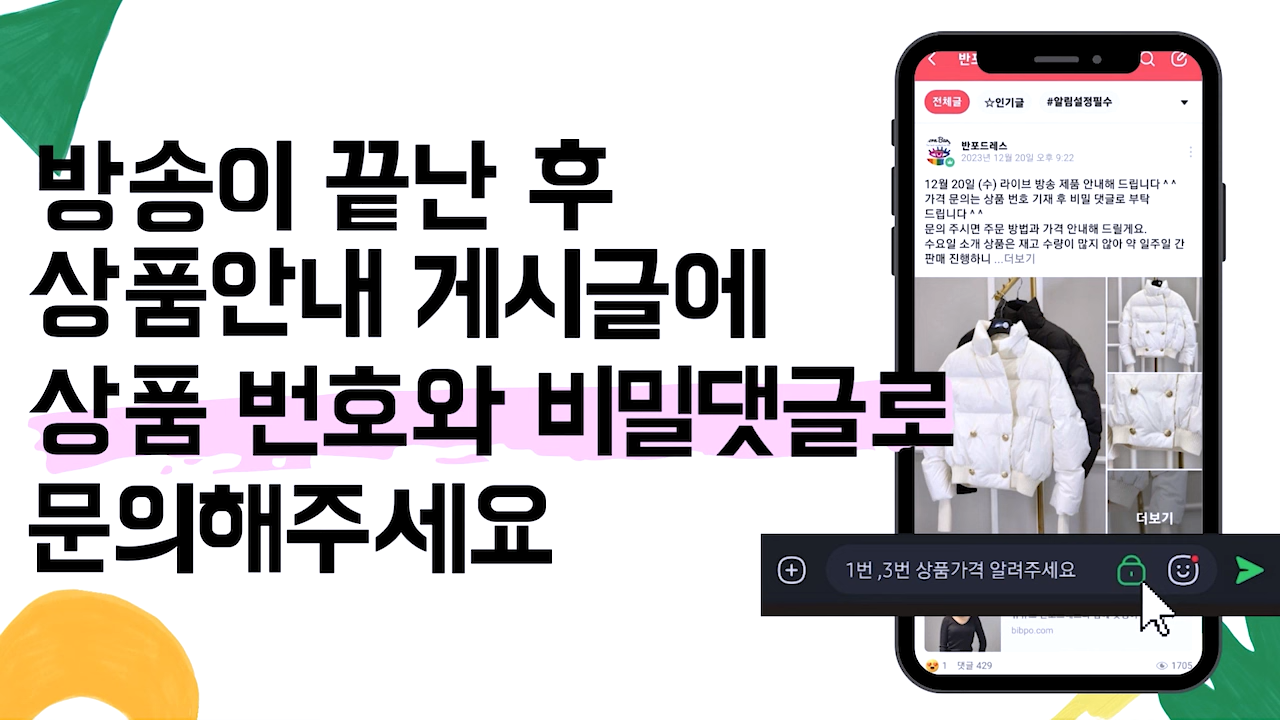 방송이 끝난 후
상품안내 게시글에
상품 번호와 비밀댓글로
문의해주세요
전체글 ☆인기글 #알림설정필수
반포드레스
2023년 12월 20일 오후 9:22
12월 20일 (수) 라이브 방송 제품 안내해 드립니다 ^ ^
가격 문의는 상품 번호 기재 후 비밀 댓글로 부탁
드립니다 ^ ^
문의 주시면 주문 방법과 가격 안내해 드릴게요.
수요일 소개 상품은 재고 수량이 많지 않아 약 일주일 간
판매 진행하니 ...더보기
더보기
1번 ,3번 상품가격 알려주세요
bibpo.com
1 댓글 429 1705